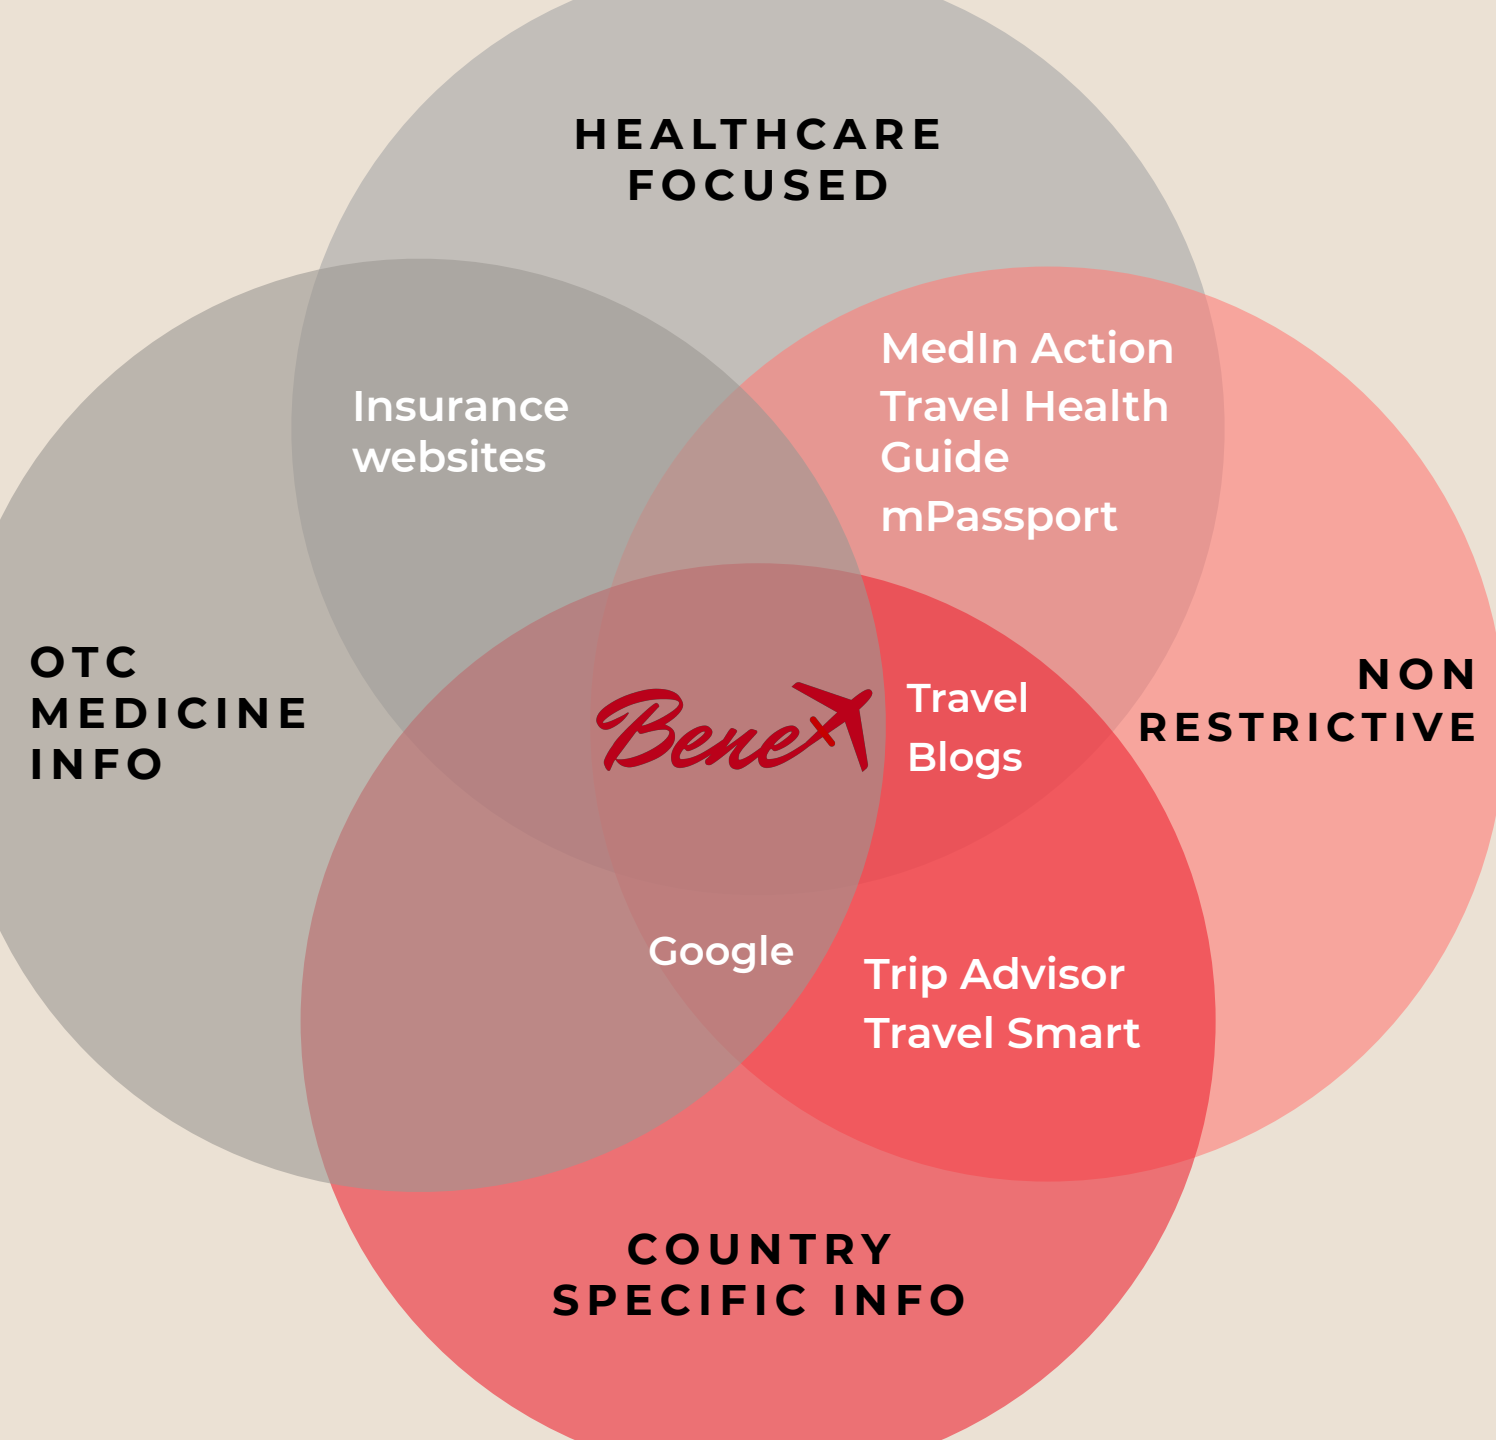 HEALTHCARE
FOCUSED
Insurance
websites
MedIn Action
Travel Health
Guide
mPassport
OTC
MEDICINE
INFO
Bene
Travel
Blogs
NON
RESTRICTIVE
Google
Trip Advisor
Travel Smart
COUNTRY
SPECIFIC INFO